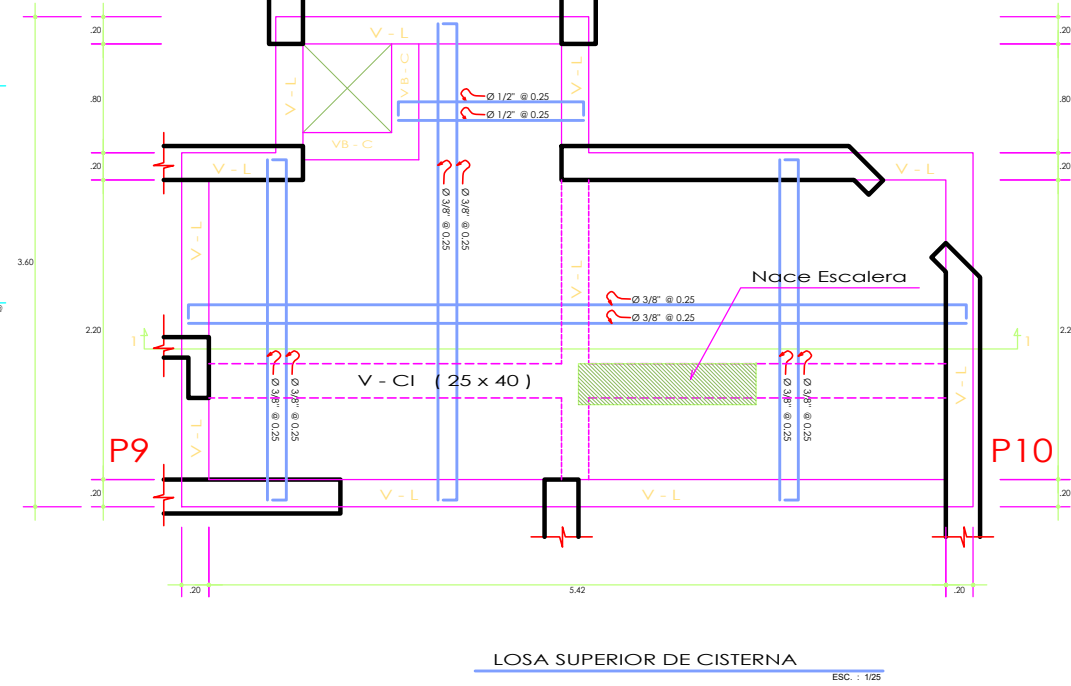 .20
V - L
.20
V - L
VB - C
V - L
Ø 1/2" @ 0.25
Ø 1/2" @ 0.25
.80
.80
VB - C
.20
V - L
V - L
.20
Ø 3/8" @ 0.25
Ø 3/8" @ 0.25
V - L
V - L
3.60
Nace Escalera
Ø 3/8" @ 0.25
Ø 3/8" @ 0.25
2.20
1
1
V - CI ( 25 x 40 )
Ø 3/8" @ 0.25
Ø 3/8" @ 0.25
Ø 3/8" @ 0.25
Ø 3/8" @ 0.25
V - L
V - L
P9
P10
.20
V - L
V - L
.20
.20
5.42
.20
LOSA SUPERIOR DE CISTERNA
ESC. : 1/25